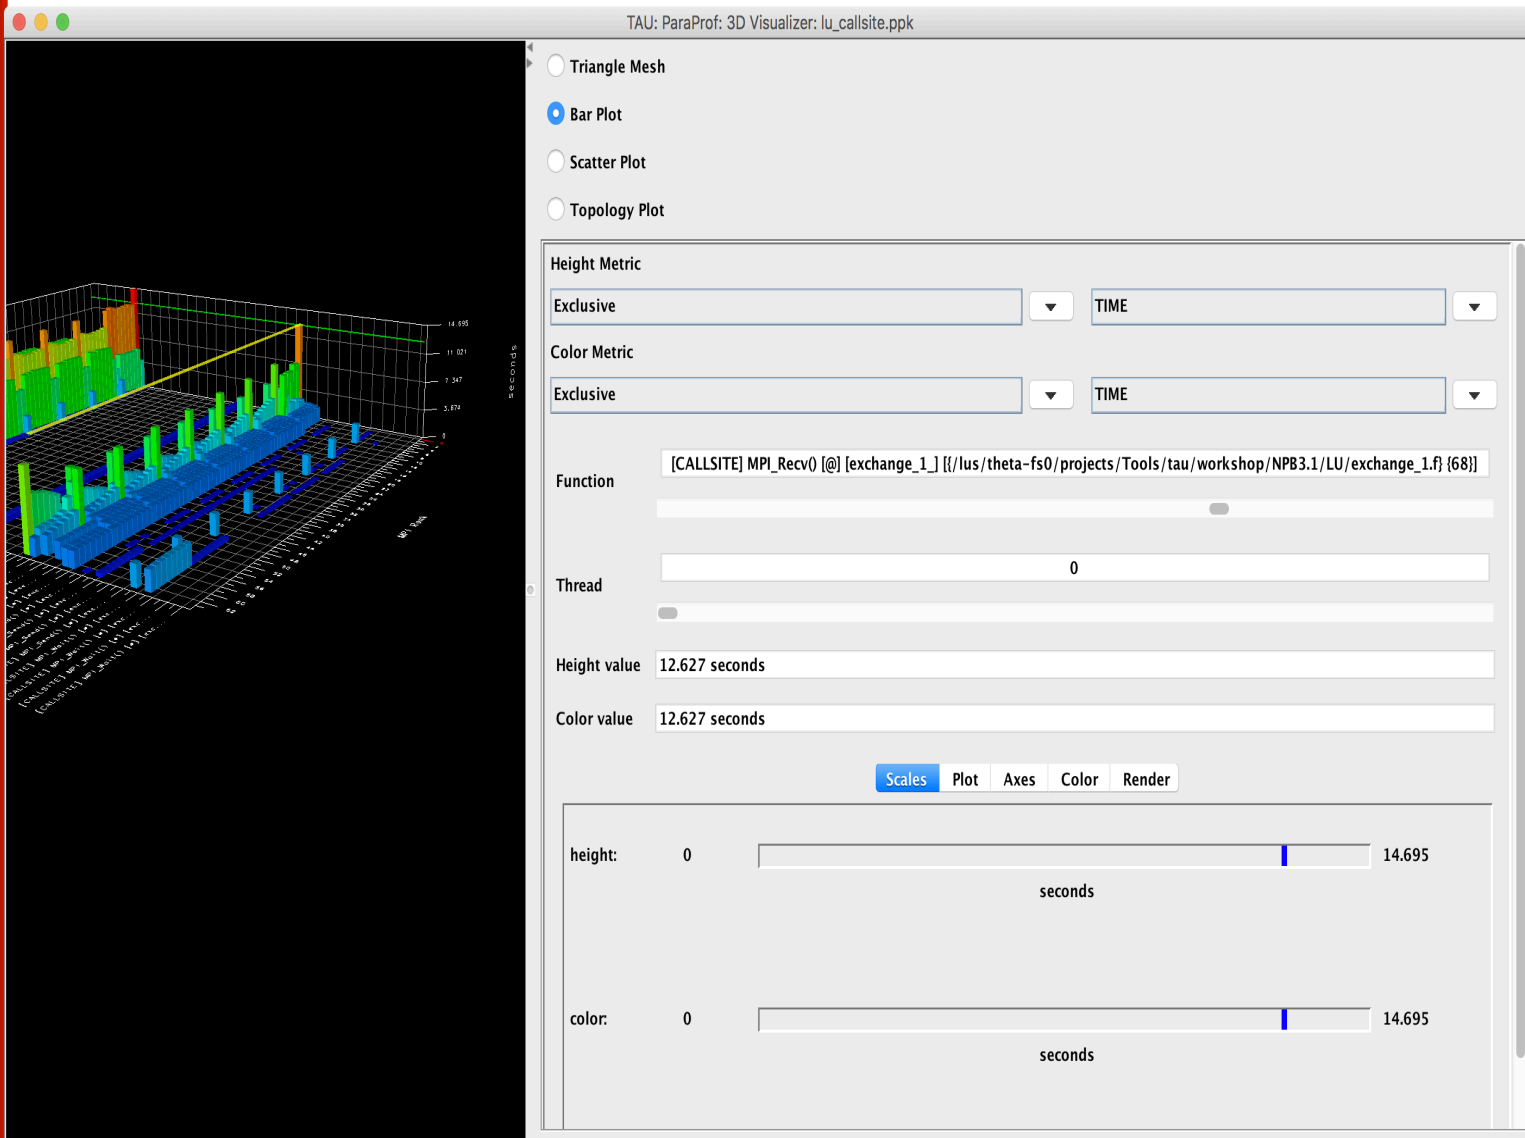 TAU: ParaProf: 3D Visualizer: lu_callsite.ppk
Triangle Mesh
Bar Plot
Scatter Plot
Topology Plot
Height Metric
Exclusive
TIME
Color Metric
Exclusive
TIME
Function
[CALLSITE] MPI_Recv() [@] [exchange_1_] [{/lus/theta-fs0/projects/Tools/tau/workshop/NPB3.1/LU/exchange_1.f} {68}]
Thread
0
Height value
12.627 seconds
Color value
12.627 seconds
Scales Plot Axes Color Render
height: 0 14.695
seconds
color: 0 14.695
seconds
14.695
11.021
7.347
3.674
0
seconds
MPI Rank